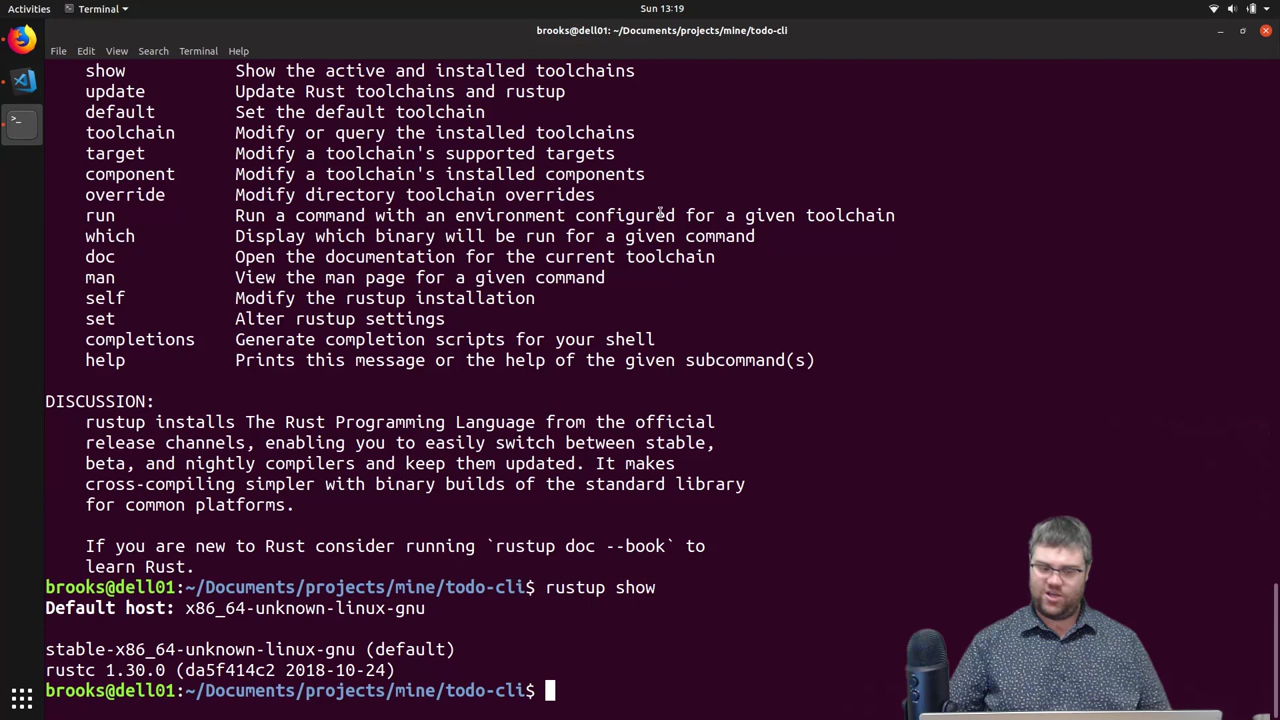 Activities
Terminal
Sun 13:19
brooks@dell01: ~/Documents/projects/mine/todo-cli
File Edit View Search Terminal Help
show Show the active and installed toolchains
update Update Rust toolchains and rustup
default Set the default toolchain
toolchain Modify or query the installed toolchains
target Modify a toolchain's supported targets
component Modify a toolchain's installed components
override Modify directory toolchain overrides
run Run a command with an environment configured for a given toolchain
which Display which binary will be run for a given command
doc Open the documentation for the current toolchain
man View the man page for a given command
self Modify the rustup installation
set Alter rustup settings
completions Generate completion scripts for your shell
help Prints this message or the help of the given subcommand(s)
DISCUSSION:
rustup installs The Rust Programming Language from the official
release channels, enabling you to easily switch between stable,
beta, and nightly compilers and keep them updated. It makes
cross-compiling simpler with binary builds of the standard library
for common platforms.
If you are new to Rust consider running `rustup doc --book` to
learn Rust.
brooks@dell01:~/Documents/projects/mine/todo-cli$ rustup show
Default host: x86_64-unknown-linux-gnu
stable-x86_64-unknown-linux-gnu (default)
rustc 1.30.0 (da5f414c2 2018-10-24)
brooks@dell01:~/Documents/projects/mine/todo-cli$